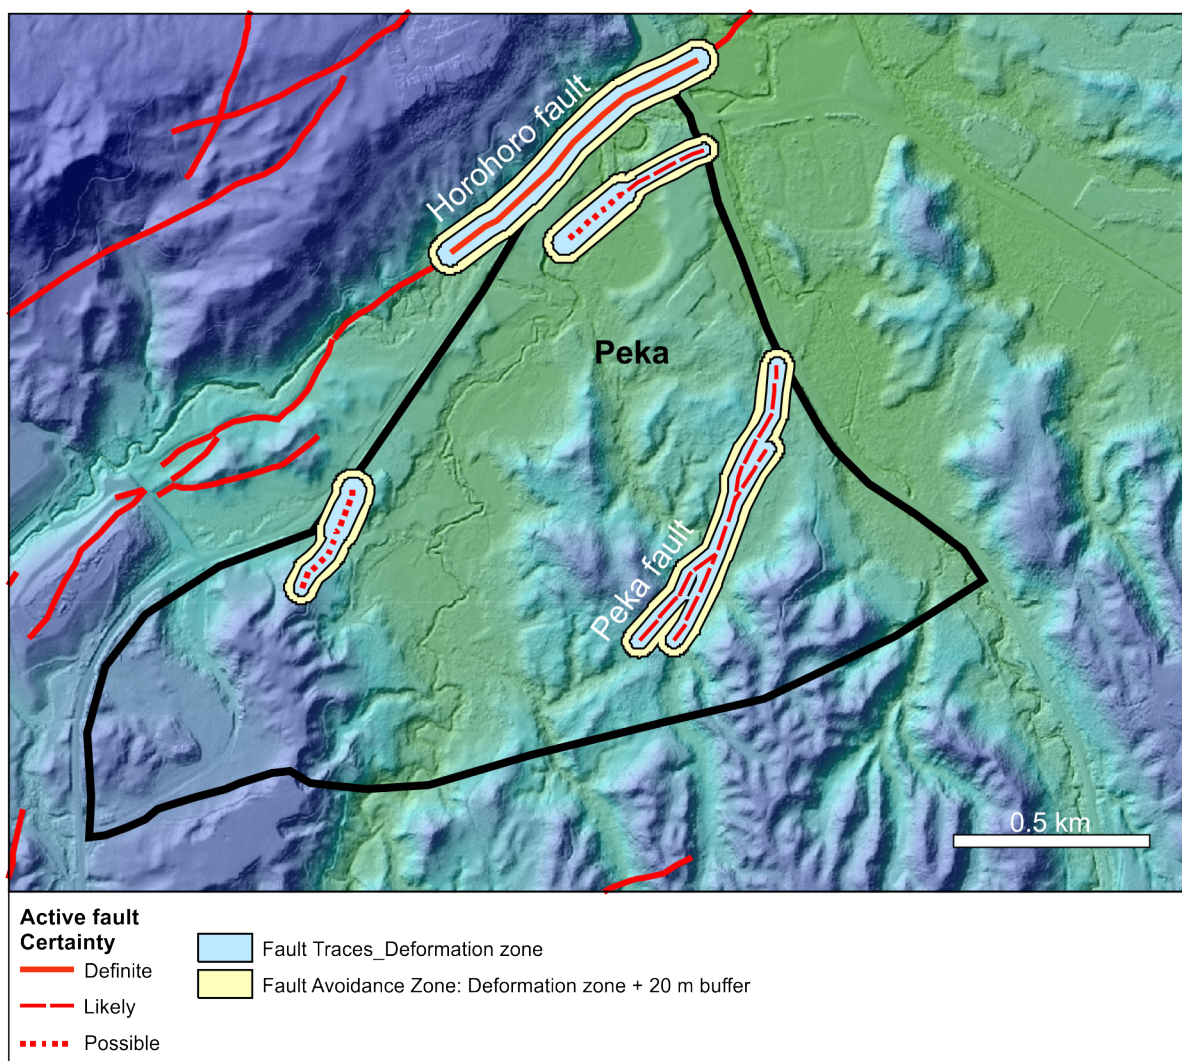 Horohoro fault
Peka
Peka fault
0.5 km
Active fault
Certainty
Definite
Likely
Possible
Fault Traces_Deformation zone
Fault Avoidance Zone: Deformation zone + 20 m buffer